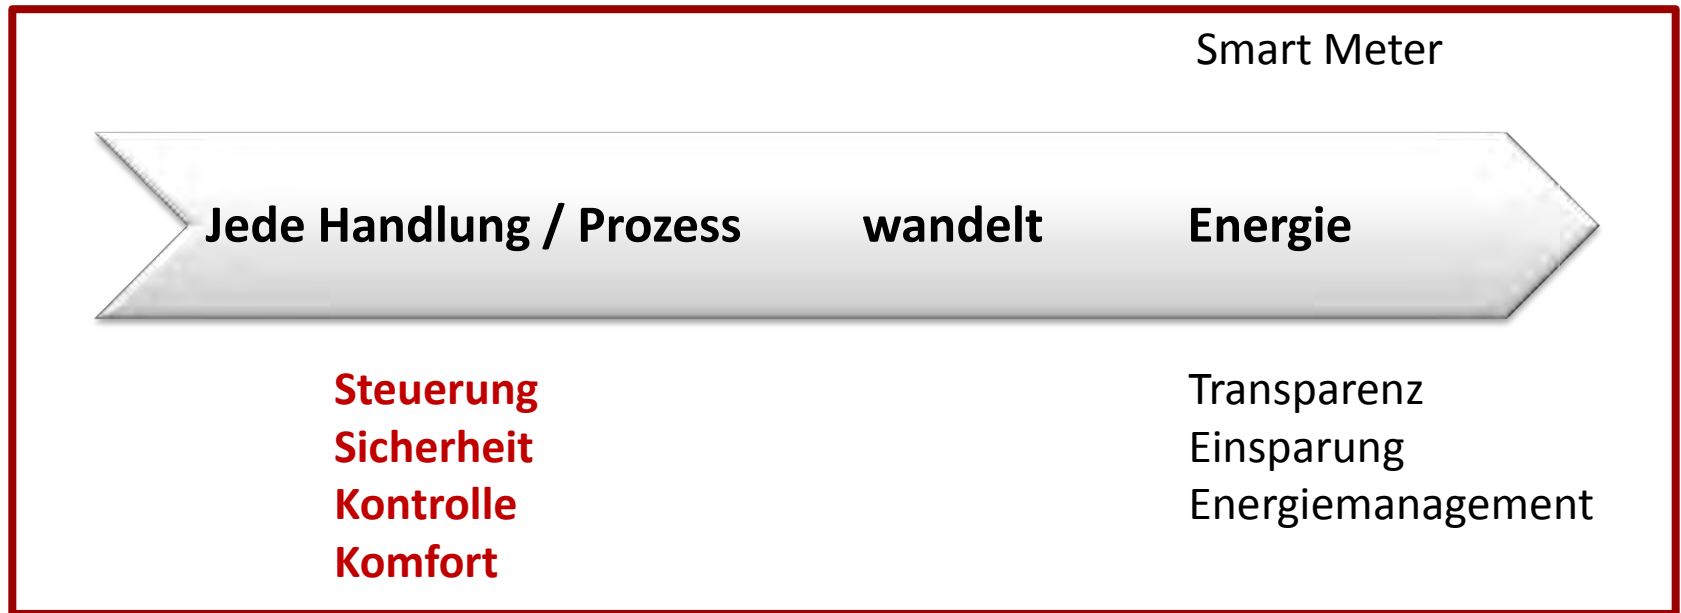 Smart Meter
Jede Handlung / Prozess wandelt Energie
Steuerung
Sicherheit
Kontrolle
Komfort
Transparenz
Einsparung
Energiemanagement